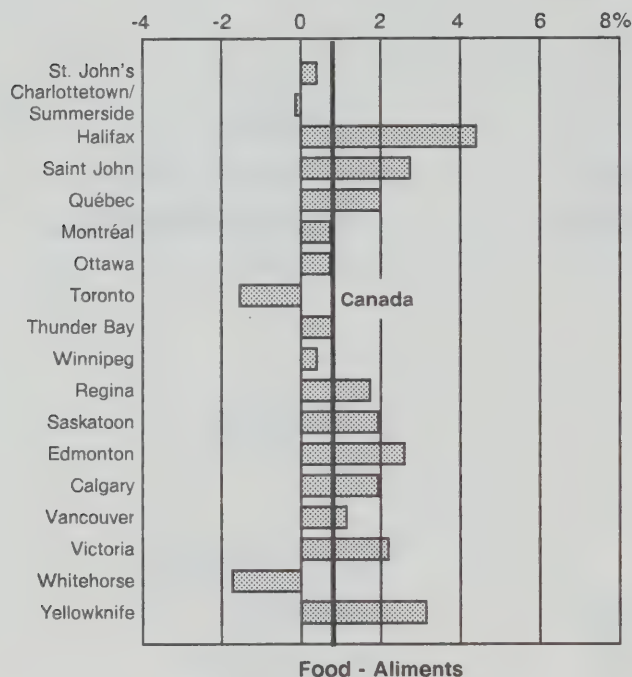 -4 -2 0 2 4 8%
St. John's
Charlottetown/
Summerside
Halifax
Saint John
Québec
Montréal
Ottawa
Toronto
Canada
Thunder Bay
Winnipeg
Regina
Saskatoon
Edmonton
Calgary
Vancouver
Victoria
Whitehorse
Yellowknife
Food - Aliments